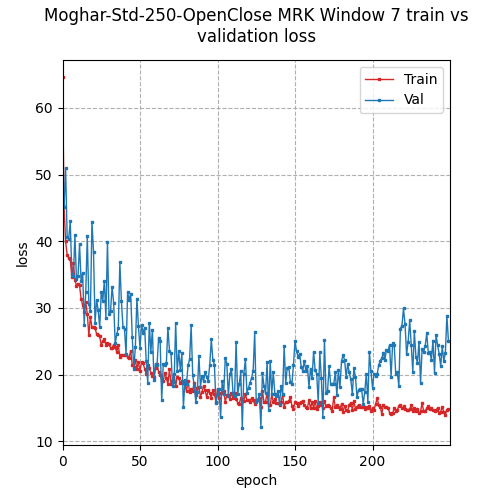 Moghar-Std-250-OpenClose MRK Window 7 train vs
validation loss
Train
Val
60
50
40
30
20
10
loss
0
50
100
150
200
epoch